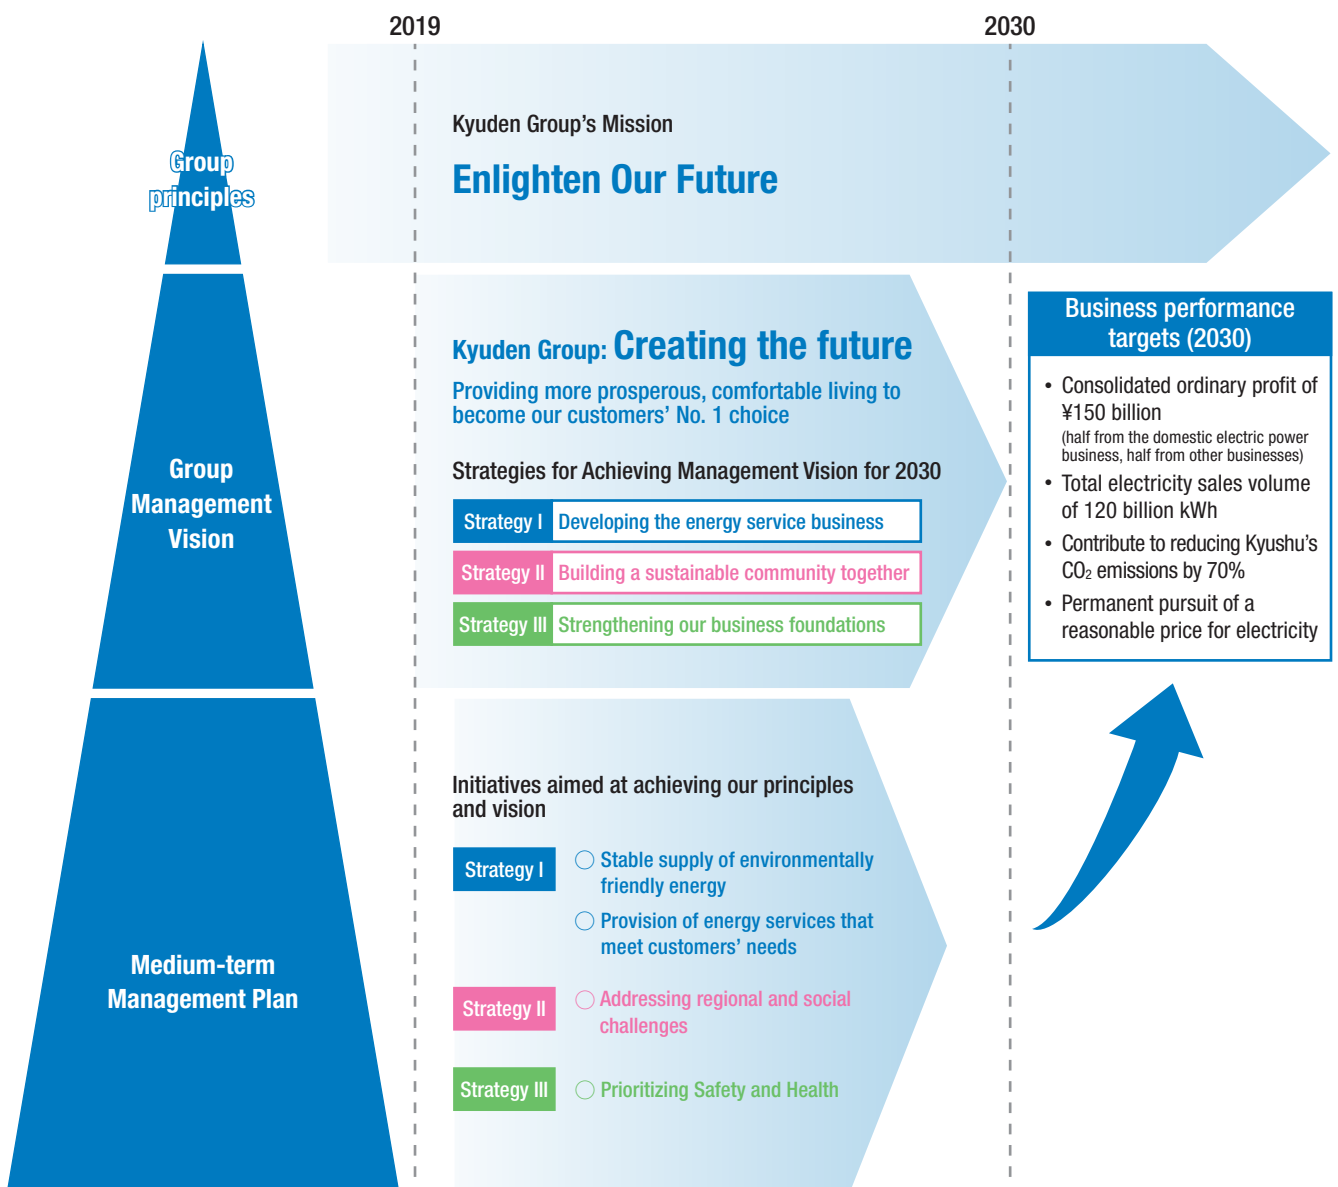 2019
2030
Group
principles
Kyuden Group’s Mission
Enlighten Our Future
Group
Management
Vision
Kyuden Group: Creating the future
Providing more prosperous, comfortable living to
become our customers’ No. 1 choice
Strategies for Achieving Management Vision for 2030
Strategy I Developing the energy service business
Strategy II Building a sustainable community together
Strategy III Strengthening our business foundations
Business performance
targets (2030)
• Consolidated ordinary profit of
¥150 billion
(half from the domestic electric power
business, half from other businesses)
• Total electricity sales volume
of 120 billion kWh
• Contribute to reducing Kyushu’s
CO₂ emissions by 70%
• Permanent pursuit of a
reasonable price for electricity
Medium-term
Management Plan
Initiatives aimed at achieving our principles
and vision
Strategy I
○ Stable supply of environmentally
friendly energy
○ Provision of energy services that
meet customers’ needs
Strategy II
○ Addressing regional and social
challenges
Strategy III
○ Prioritizing Safety and Health